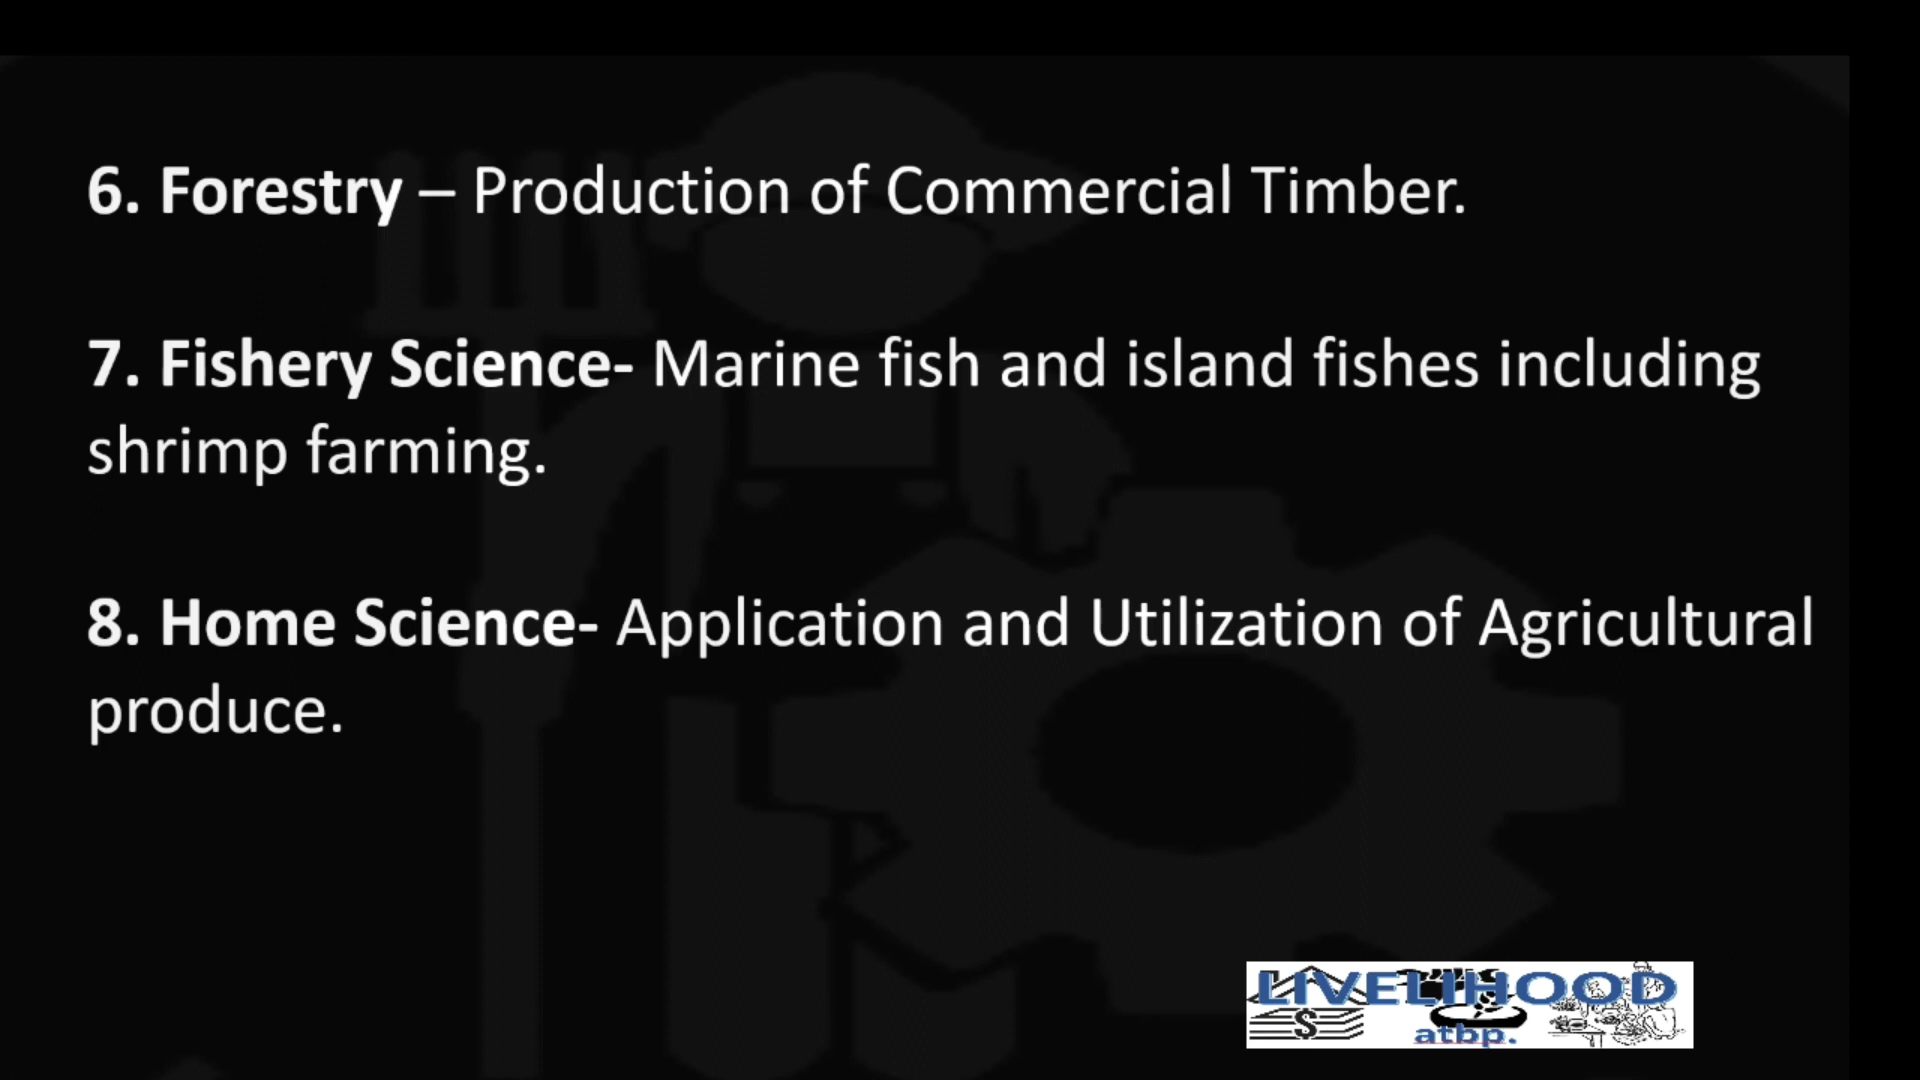 6. Forestry – Production of Commercial Timber.
7. Fishery Science- Marine fish and island fishes including
shrimp farming.
8. Home Science- Application and Utilization of Agricultural
produce.
LIVELIHOOD
$
atbp.